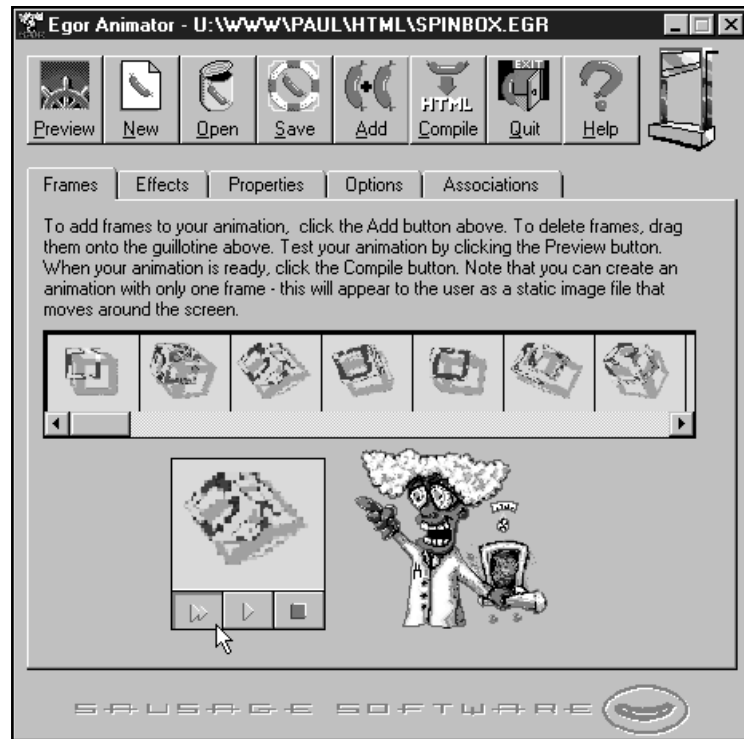 Egor Animator - U:\WWW\PAUL\HTML\SPINBOX.EGR
Preview New Open Save Add HTML Compile EXIT Quit Help
Frames Effects Properties Options Associations
To add frames to your animation,  click the Add button above. To delete frames, drag
them onto the guillotine above. Test your animation by clicking the Preview button.
When your animation is ready, click the Compile button. Note that you can create an
animation with only one frame - this will appear to the user as a static image file that
moves around the screen.
SAUSAGE SOFTWARE